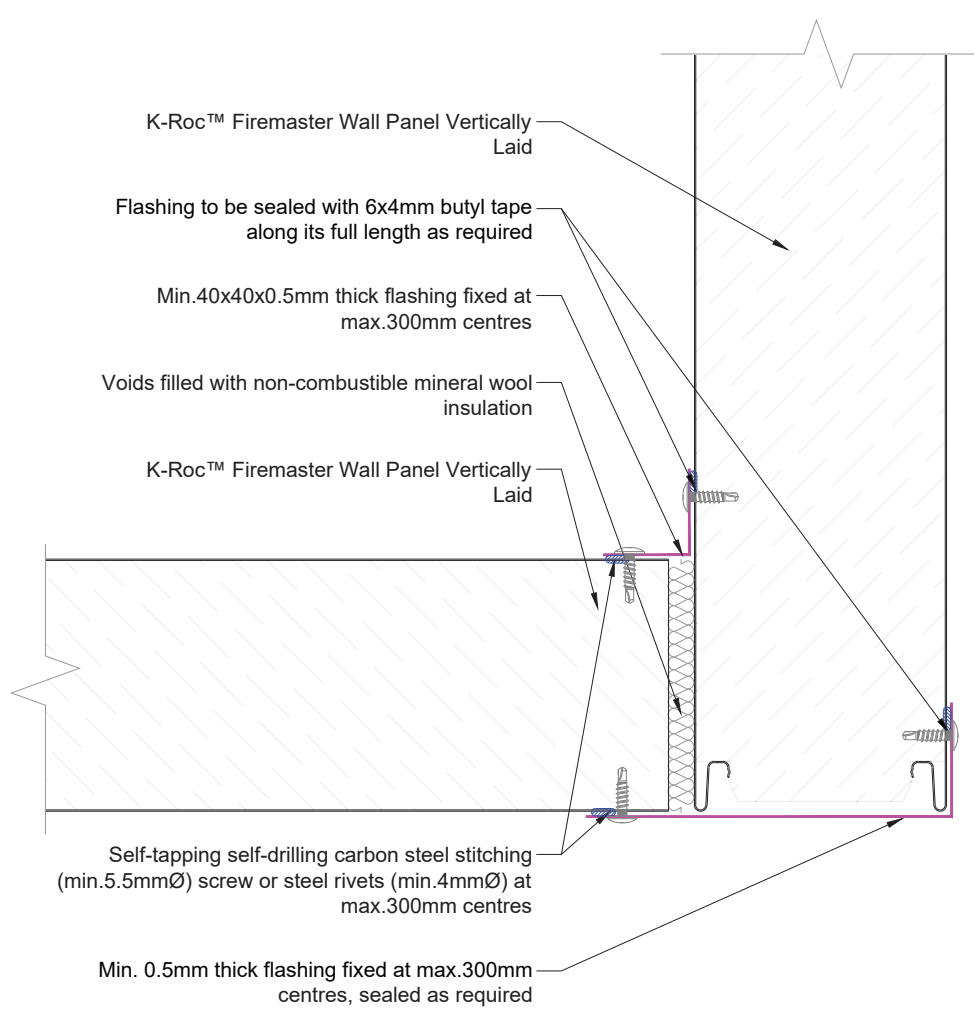 K-Roc™ Firemaster Wall Panel Vertically
Laid
Flashing to be sealed with 6x4mm butyl tape
along its full length as required
Min.40x40x0.5mm thick flashing fixed at
max.300mm centres
Voids filled with non-combustible mineral wool
insulation
K-Roc™ Firemaster Wall Panel Vertically
Laid
Self-tapping self-drilling carbon steel stitching
(min.5.5mmØ) screw or steel rivets (min.4mmØ) at
max.300mm centres
Min. 0.5mm thick flashing fixed at max.300mm
centres, sealed as required